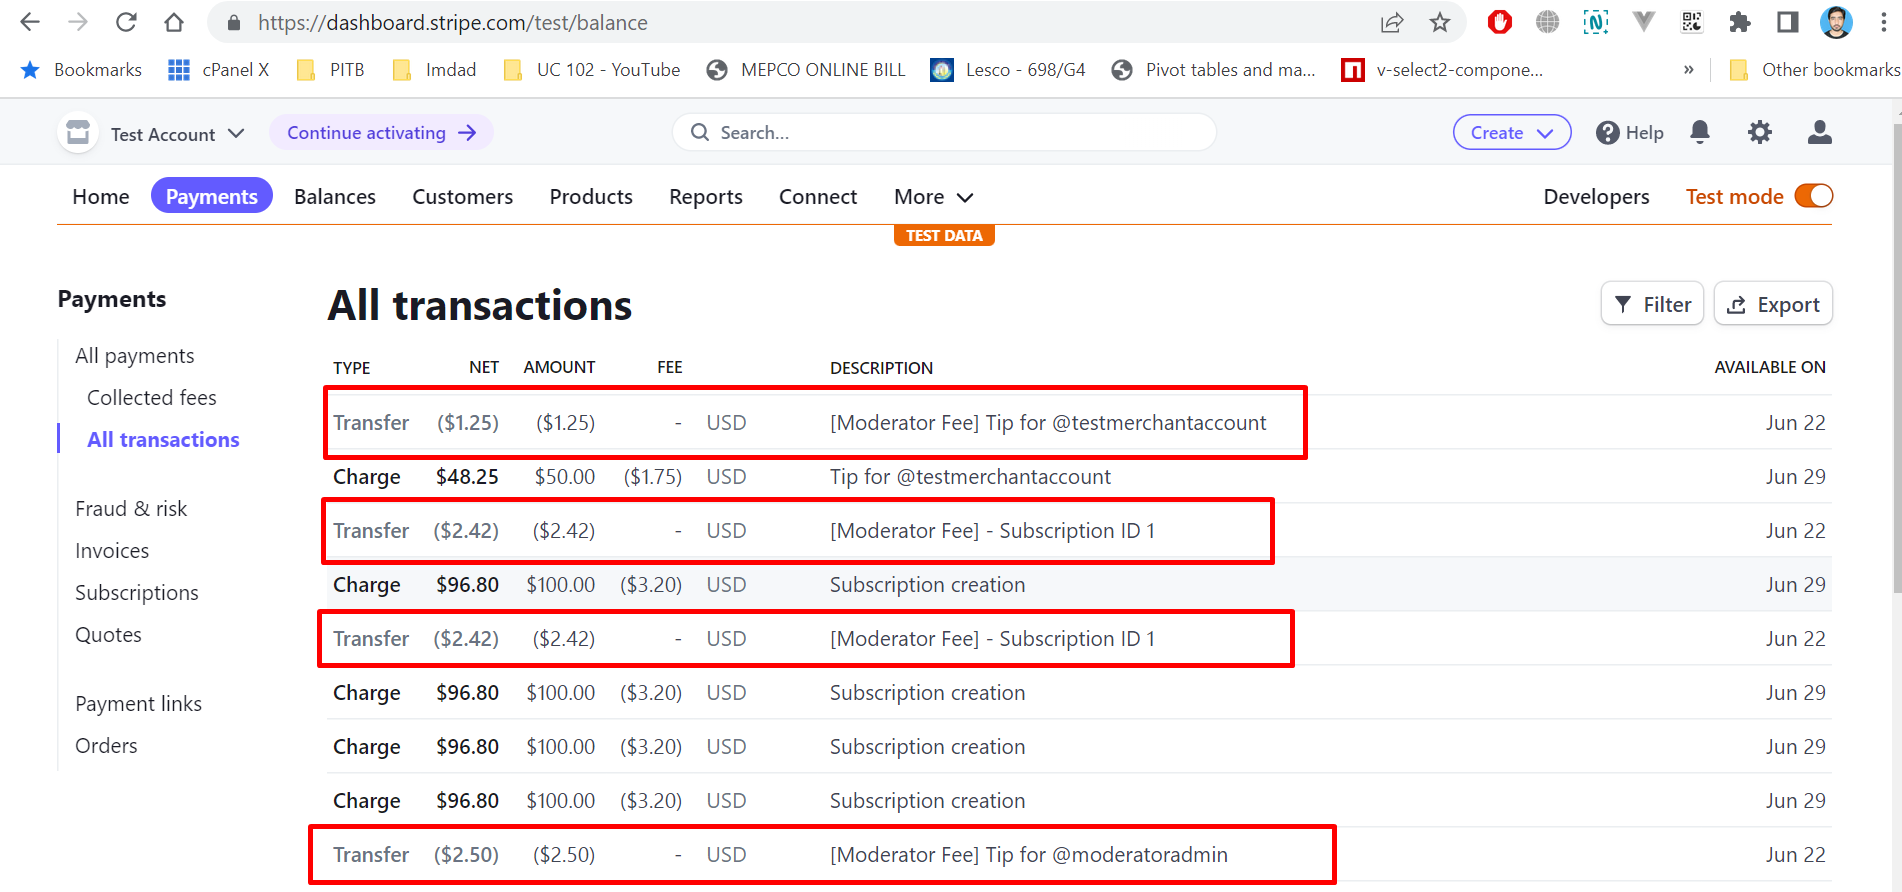 https://dashboard.stripe.com/test/balance
Bookmarks cPanel X PITB Imdad UC 102 - YouTube MEPCO ONLINE BILL Lesco - 698/G4 Pivot tables and ma... v-select2-compone... » Other bookmarks
Test Account Continue activating → Search... Create Help
Home Payments Balances Customers Products Reports Connect More Developers Test mode
TEST DATA
Payments
All payments
Collected fees
All transactions
Fraud & risk
Invoices
Subscriptions
Quotes
Payment links
Orders
All transactions Filter Export
TYPE NET AMOUNT FEE DESCRIPTION AVAILABLE ON
Transfer ($1.25) ($1.25) - USD [Moderator Fee] Tip for @testmerchantaccount Jun 22
Charge $48.25 $50.00 ($1.75) USD Tip for @testmerchantaccount Jun 29
Transfer ($2.42) ($2.42) - USD [Moderator Fee] - Subscription ID 1 Jun 22
Charge $96.80 $100.00 ($3.20) USD Subscription creation Jun 29
Transfer ($2.42) ($2.42) - USD [Moderator Fee] - Subscription ID 1 Jun 22
Charge $96.80 $100.00 ($3.20) USD Subscription creation Jun 29
Charge $96.80 $100.00 ($3.20) USD Subscription creation Jun 29
Charge $96.80 $100.00 ($3.20) USD Subscription creation Jun 29
Transfer ($2.50) ($2.50) - USD [Moderator Fee] Tip for @moderatoradmin Jun 22